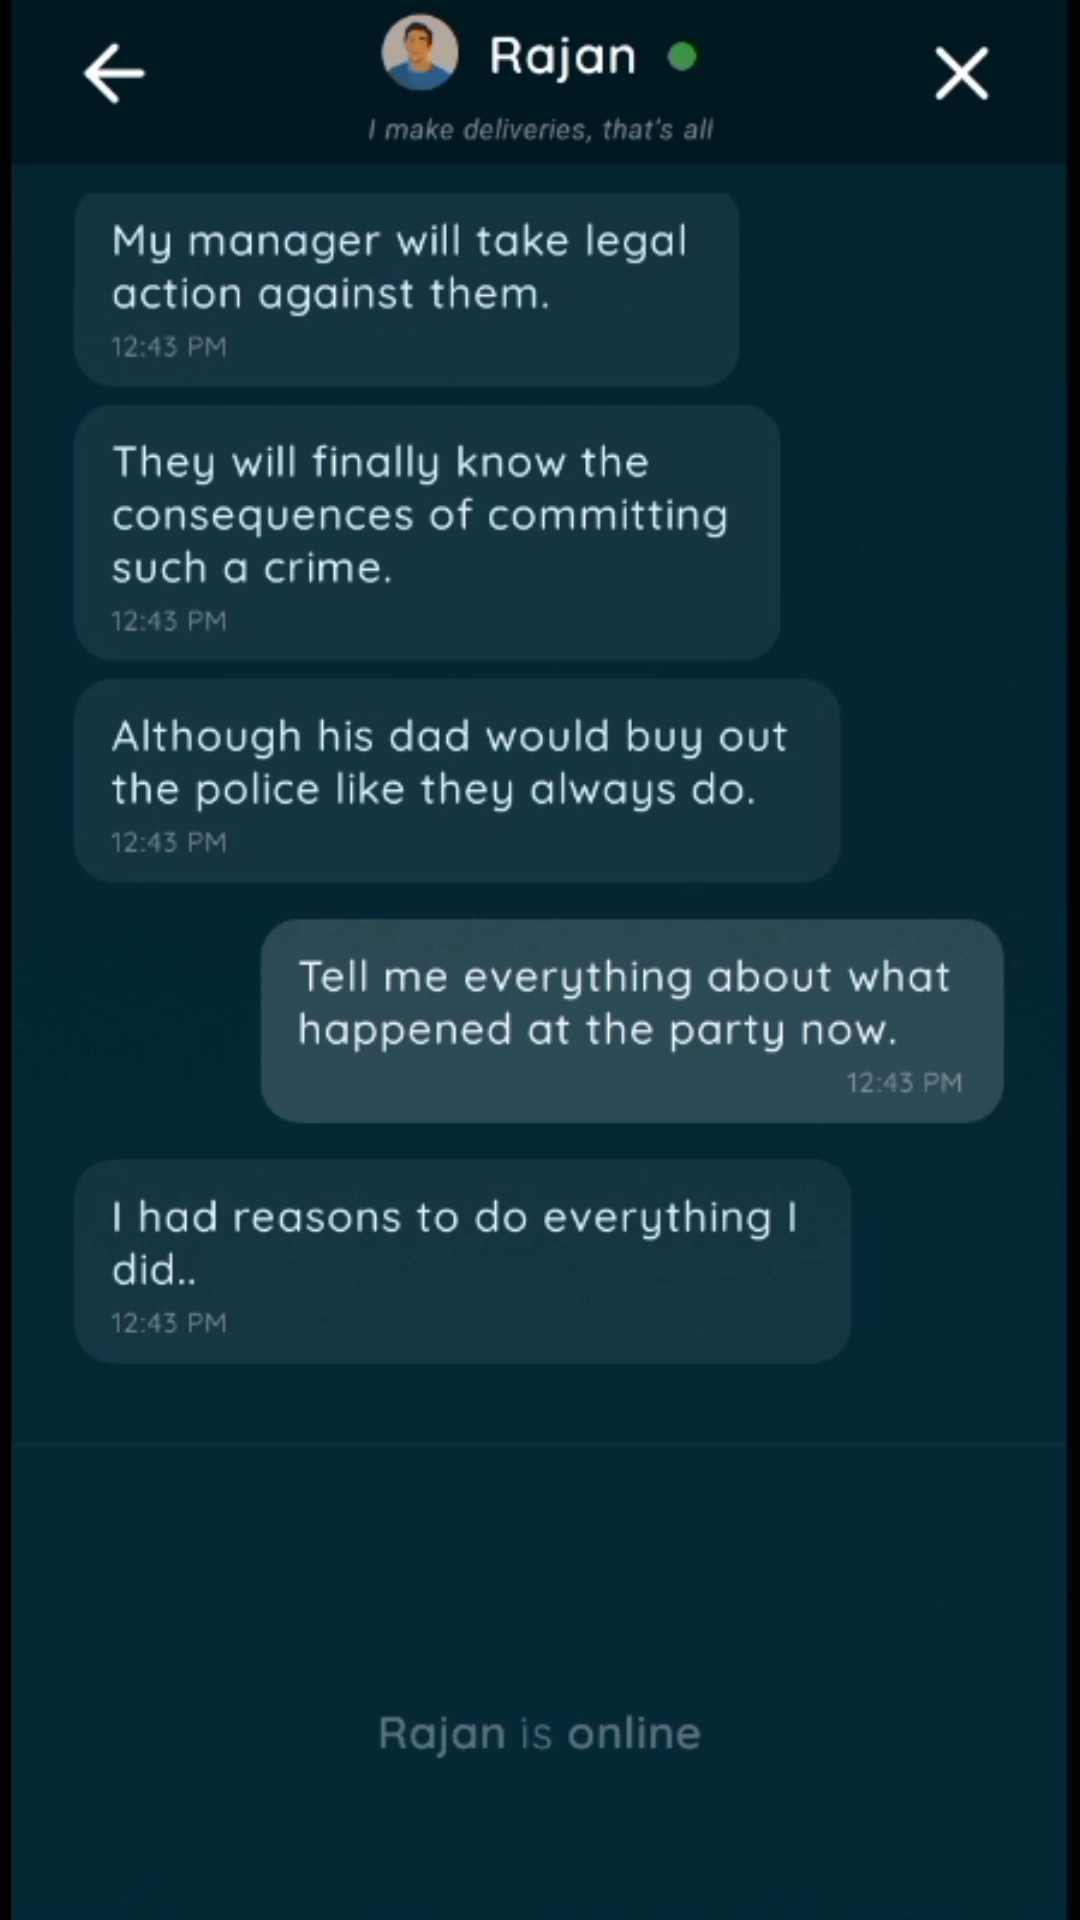 Rajan
I make deliveries, that's all
My manager will take legal
action against them.
12:43 PM
They will finally know the
consequences of committing
such a crime.
12:43 PM
Although his dad would buy out
the police like they always do.
12:43 PM
Tell me everything about what
happened at the party now.
12:43 PM
I had reasons to do everything I
did..
12:43 PM
Rajan is online